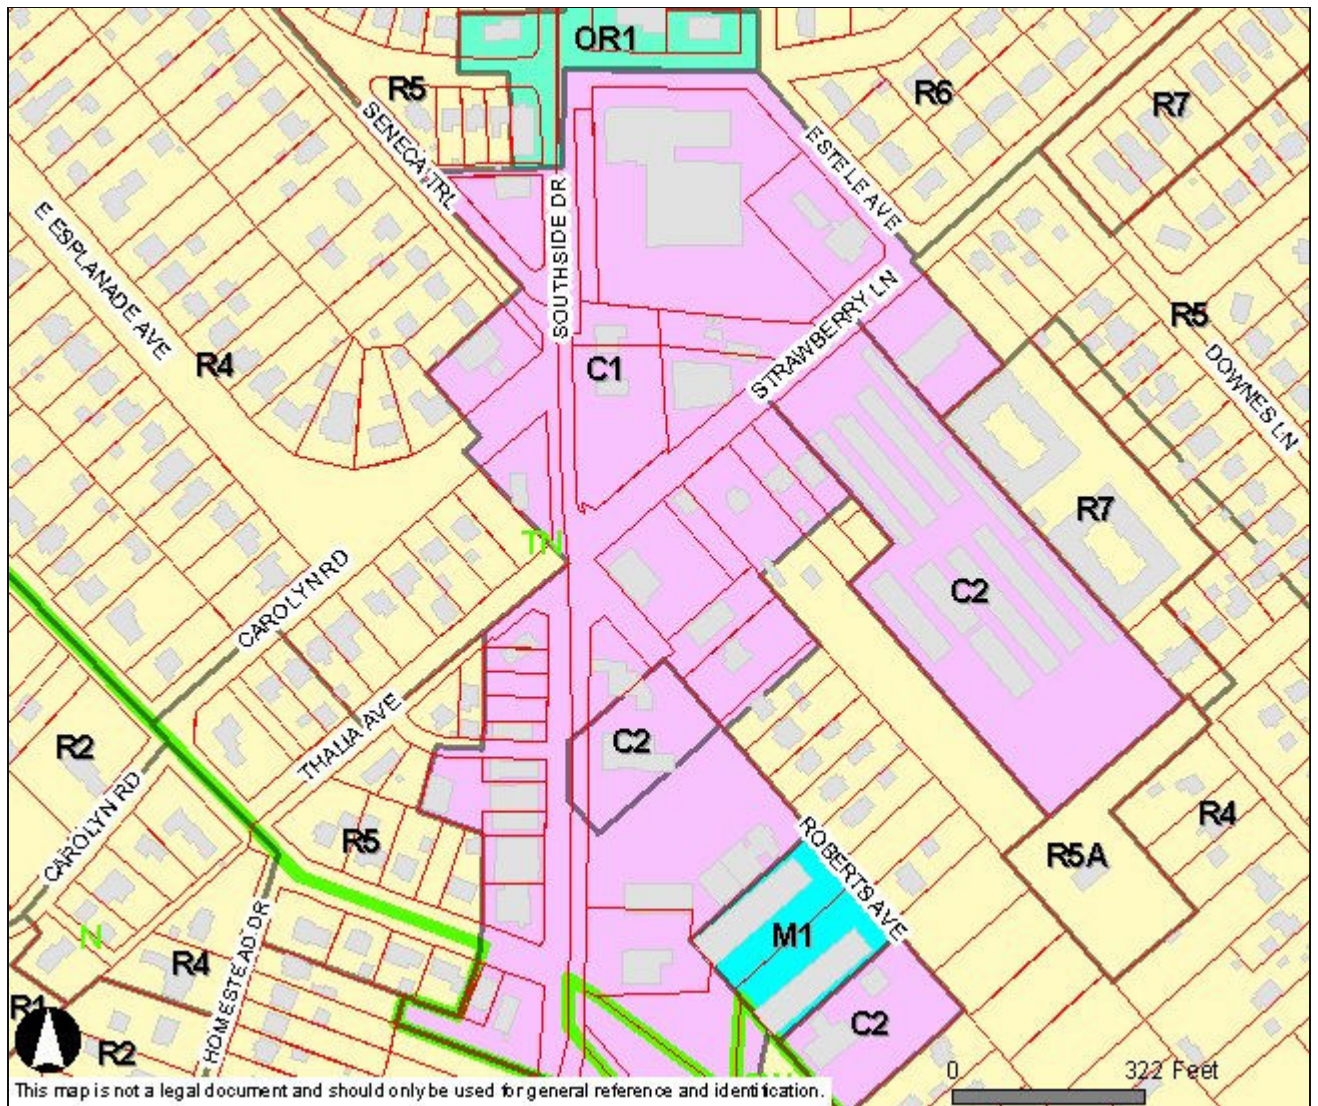 OR1
R5
R6
R7
SENECA TRL
ESTELE AVE
SOUTHSIDE DR
E ESPLANADE AVE
R4
C1
STRAWBERRY LN
R5
DOWNES LN
R7
TN
C2
CAROLYN RD
THALIA AVE
R2
C2
CAROLYN RD
R5
ROBERTS AVE
R5A
R4
N
M1
R4
HOMESTEAD DR
R1
R2
C2
0 322 Feet
This map is not a legal document and should only be used for general reference and identification.